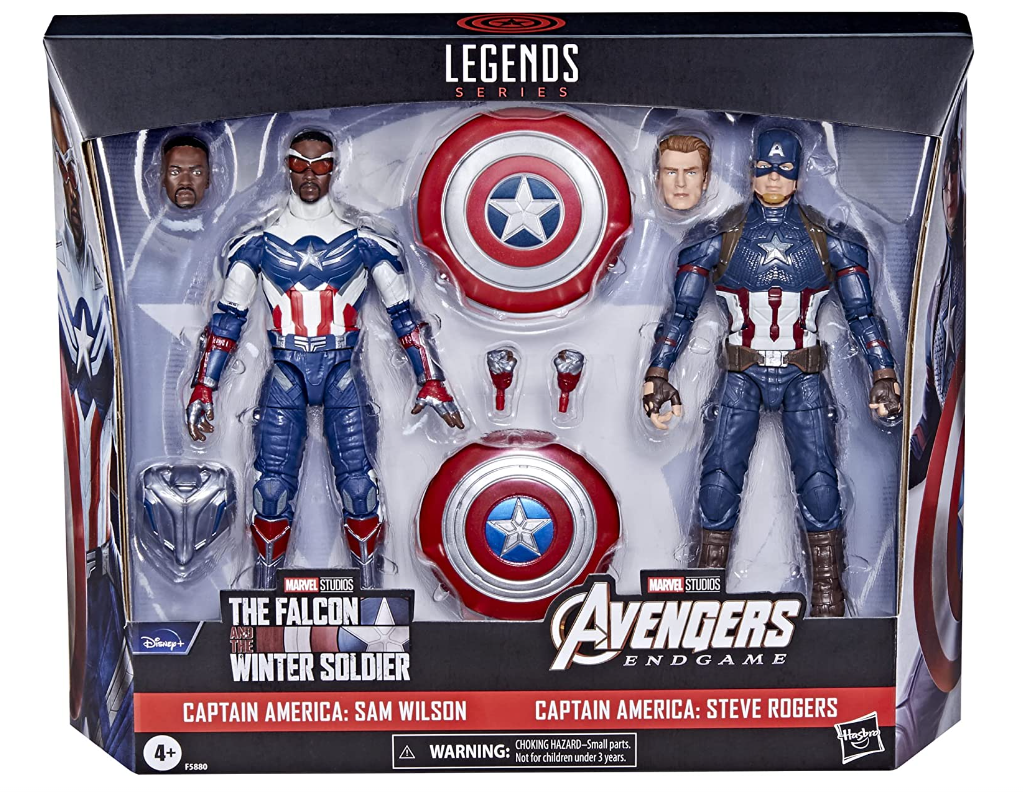 LEGENDS
SERIES
A
MARVEL STUDIOS
THE FALCON
AND
THE
WINTER SOLDIER
MARVEL STUDIOS
AVENGERS
ENDGAME
Disney+
CAPTAIN AMERICA: SAM WILSON
CAPTAIN AMERICA: STEVE ROGERS
4+
F5880
⚠ WARNING: CHOKING HAZARD–Small parts.
Not for children under 3 years.
Hasbro